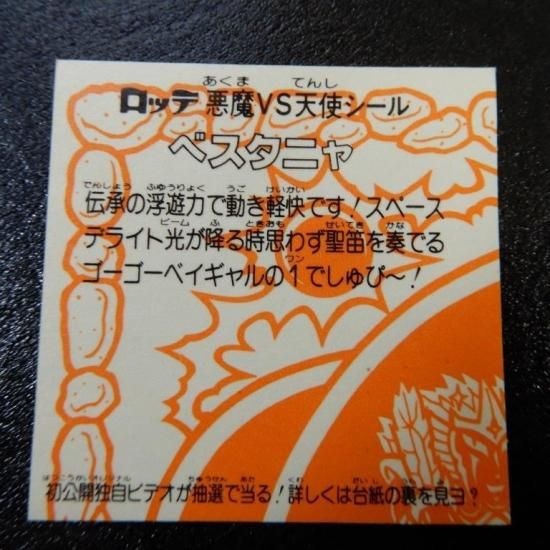 あくま てんし
ロッテ 悪魔VS天使シール
ベスタニャ
でんしょう ふゆうりょく うご けいかい
伝承の浮遊力で動き軽快です!スペース
ビーム ふ ときおも せいてき かな
デライト光が降る時思わず聖笛を奏でる
ワン
ゴーゴーベイギャルの1でしゅぴ〜!
はつこうかいオリジナル ちゅうせん あた くわ だいし うら み
初公開独自ビデオが抽選で当る!詳しくは台紙の裏を見ヨ?